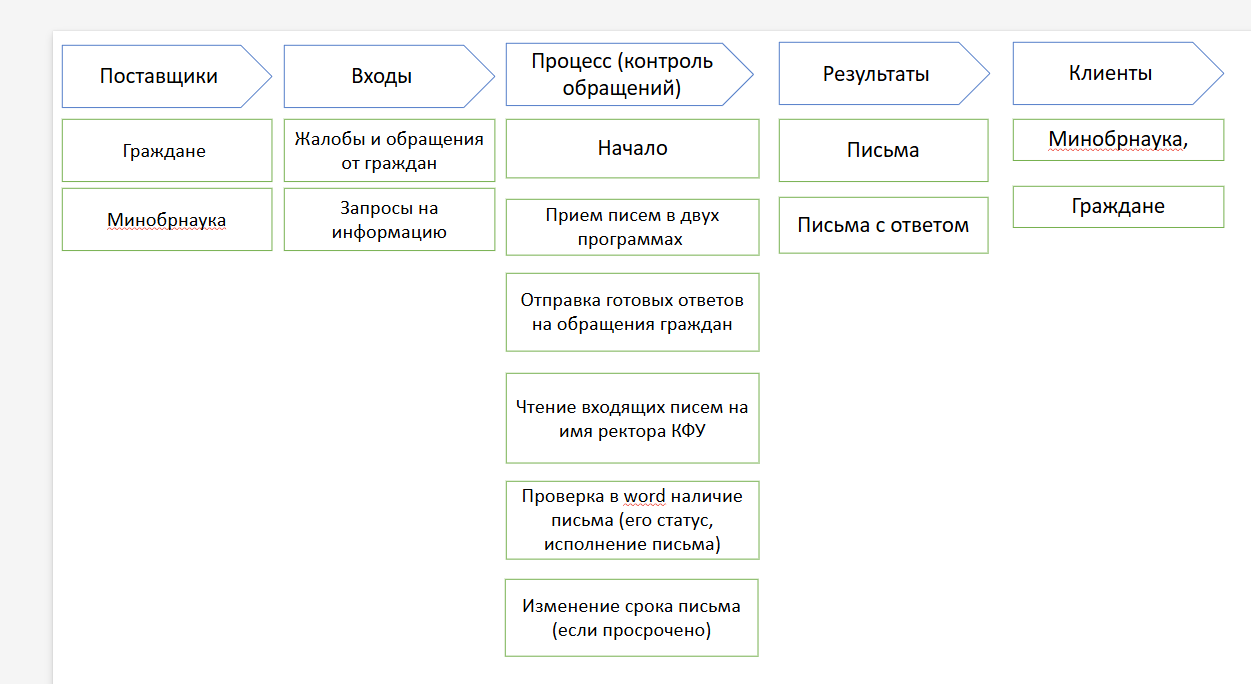 Поставщики
Входы
Процесс (контроль
обращений)
Результаты
Клиенты
Граждане
Жалобы и обращения
от граждан
Начало
Письма
Минобрнаука,
Минобрнаука
Запросы на
информацию
Прием писем в двух
программах
Письма с ответом
Граждане
Отправка готовых ответов
на обращения граждан
Чтение входящих писем на
имя ректора КФУ
Проверка в word наличие
письма (его статус,
исполнение письма)
Изменение срока письма
(если просрочено)